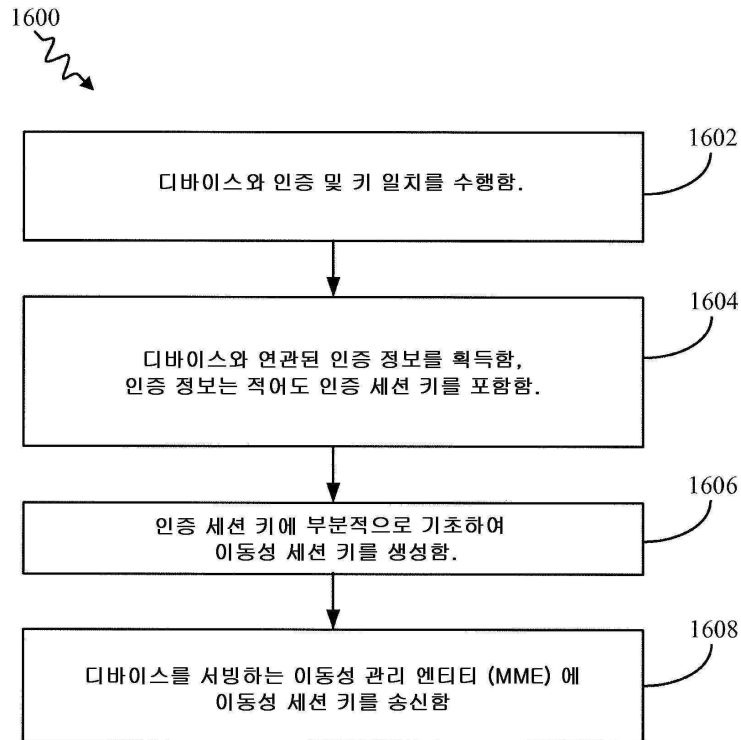 1600
1602
디바이스와 인증 및 키 일치를 수행함.
1604
디바이스와 연관된 인증 정보를 획득함,
인증 정보는 적어도 인증 세션 키를 포함함.
1606
인증 세션 키에 부분적으로 기초하여
이동성 세션 키를 생성함.
1608
디바이스를 서빙하는 이동성 관리 엔티티 (MME) 에
이동성 세션 키를 송신함